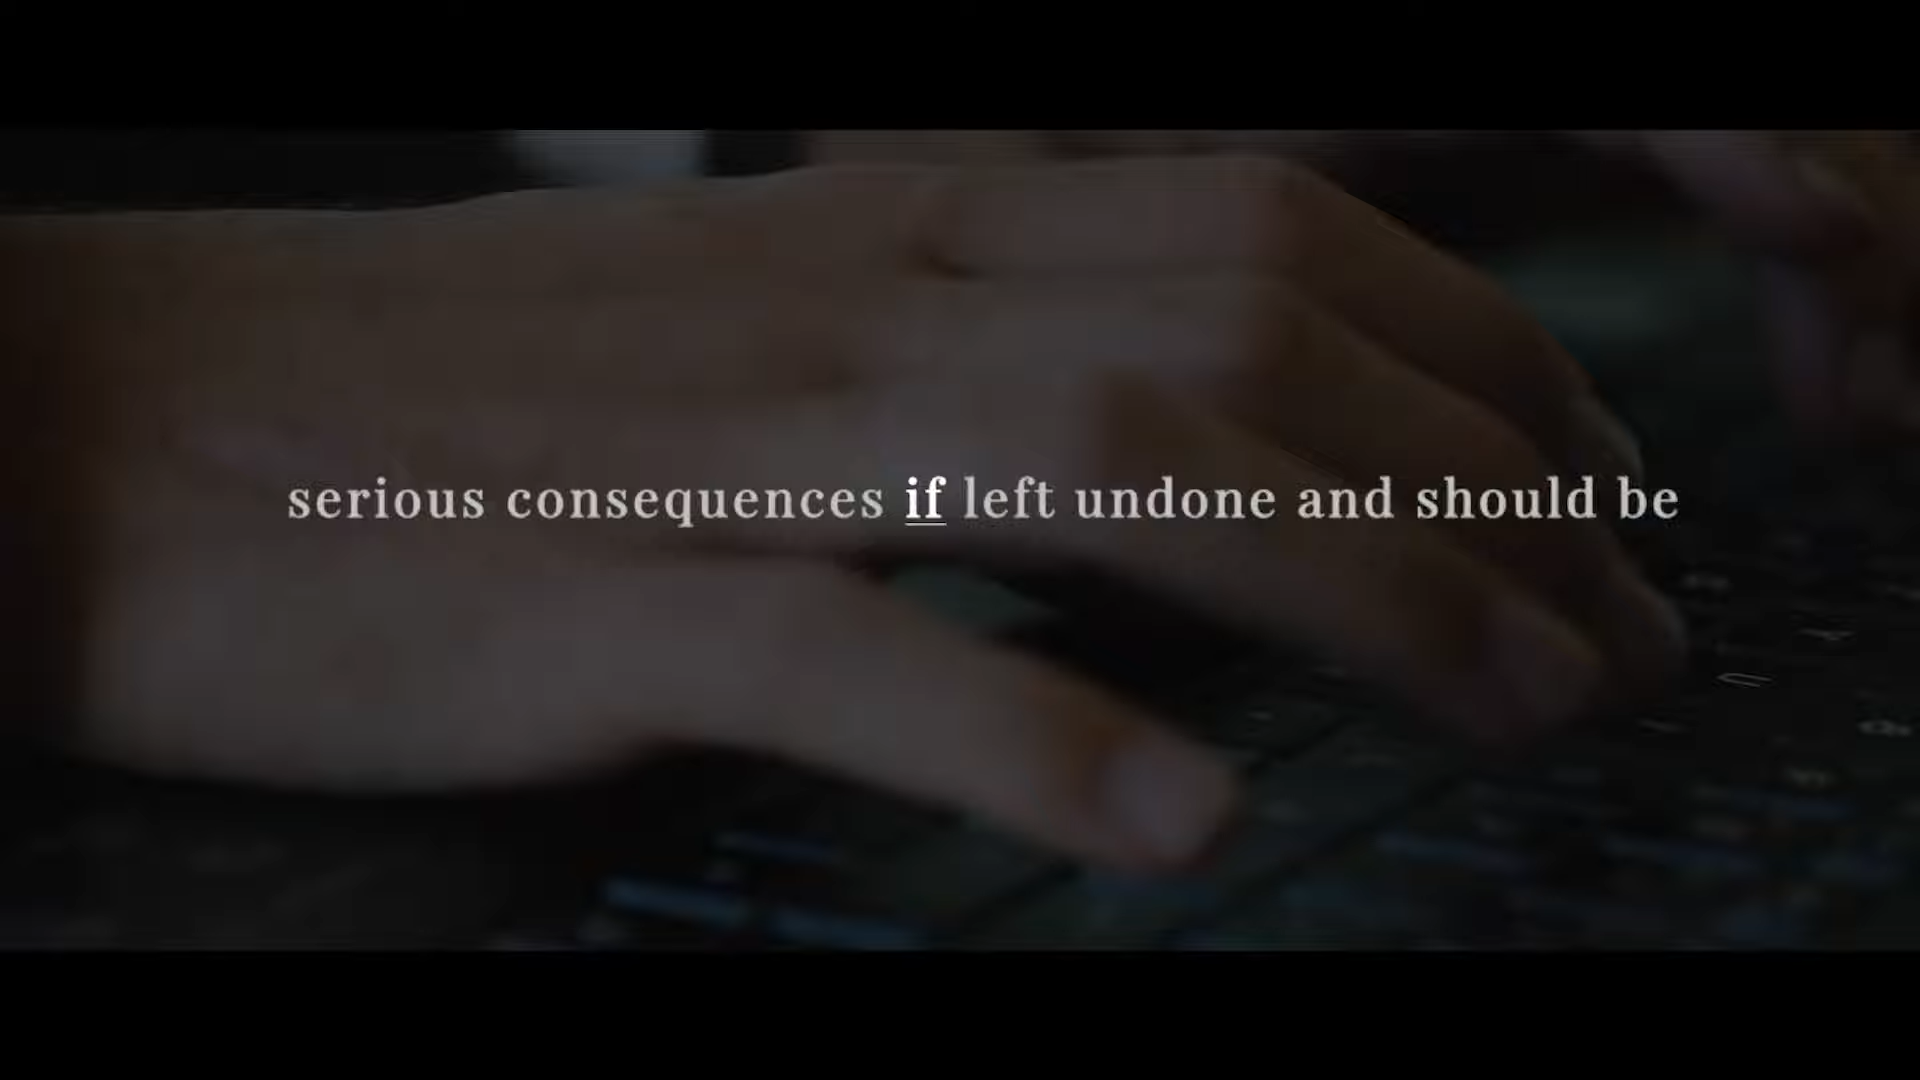 serious consequences if left undone and should be